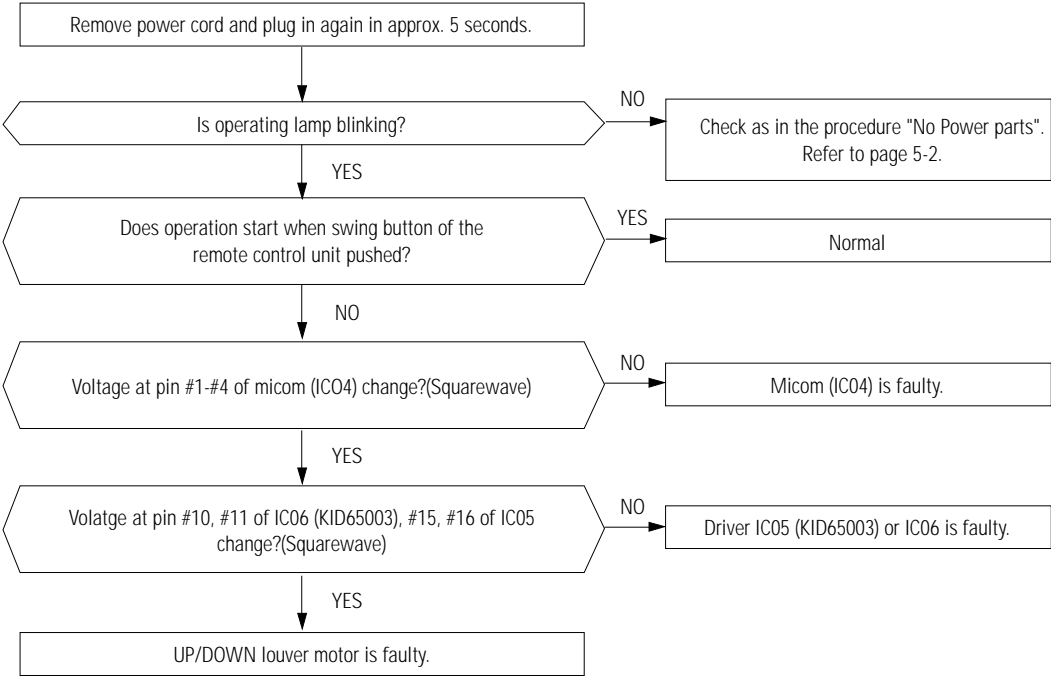 Remove power cord and plug in again in approx. 5 seconds.
Is operating lamp blinking?
NO
Check as in the procedure "No Power parts".
Refer to page 5-2.
YES
Does operation start when swing button of the
remote control unit pushed?
YES
Normal
NO
Voltage at pin #1-#4 of micom (ICO4) change?(Squarewave)
NO
Micom (IC04) is faulty.
YES
Volatge at pin #10, #11 of IC06 (KID65003), #15, #16 of IC05
change?(Squarewave)
NO
Driver IC05 (KID65003) or IC06 is faulty.
YES
UP/DOWN louver motor is faulty.